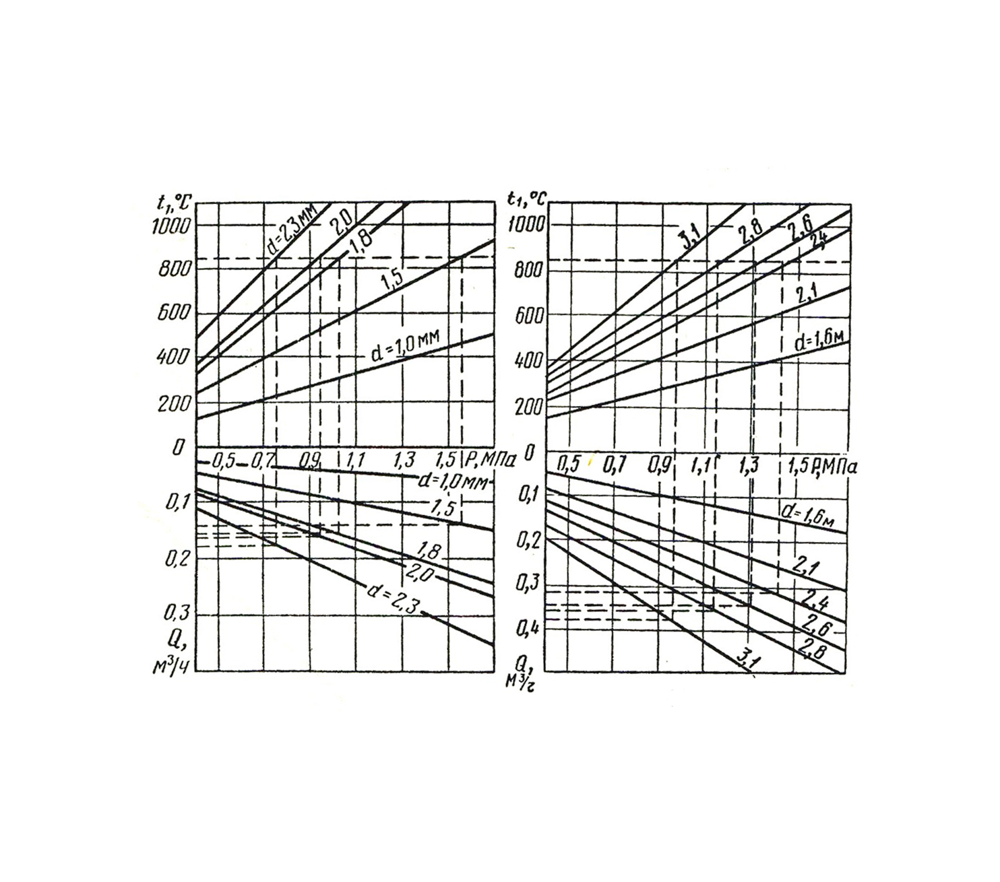 t₁,°C
1000
800
600
400
200
0
d=2,3мм
2,0
1,8
1,5
d=1,0мм
0,5 0,7 0,9 1,1 1,3 1,5 P,МПа
d=1,0мм
1,5
1,8
2,0
d=2,3
0,1
0,2
0,3
Q,
м³/ч
t₁,°C
1000
800
600
400
200
0
3,1
2,8
2,6
2,4
2,1
d=1,6м
0,5 0,7 0,9 1,1 1,3 1,5 P,МПа
d=1,6м
2,1
2,4
2,6
2,8
3,1
0,1
0,2
0,3
0,4
Q,
м³/г